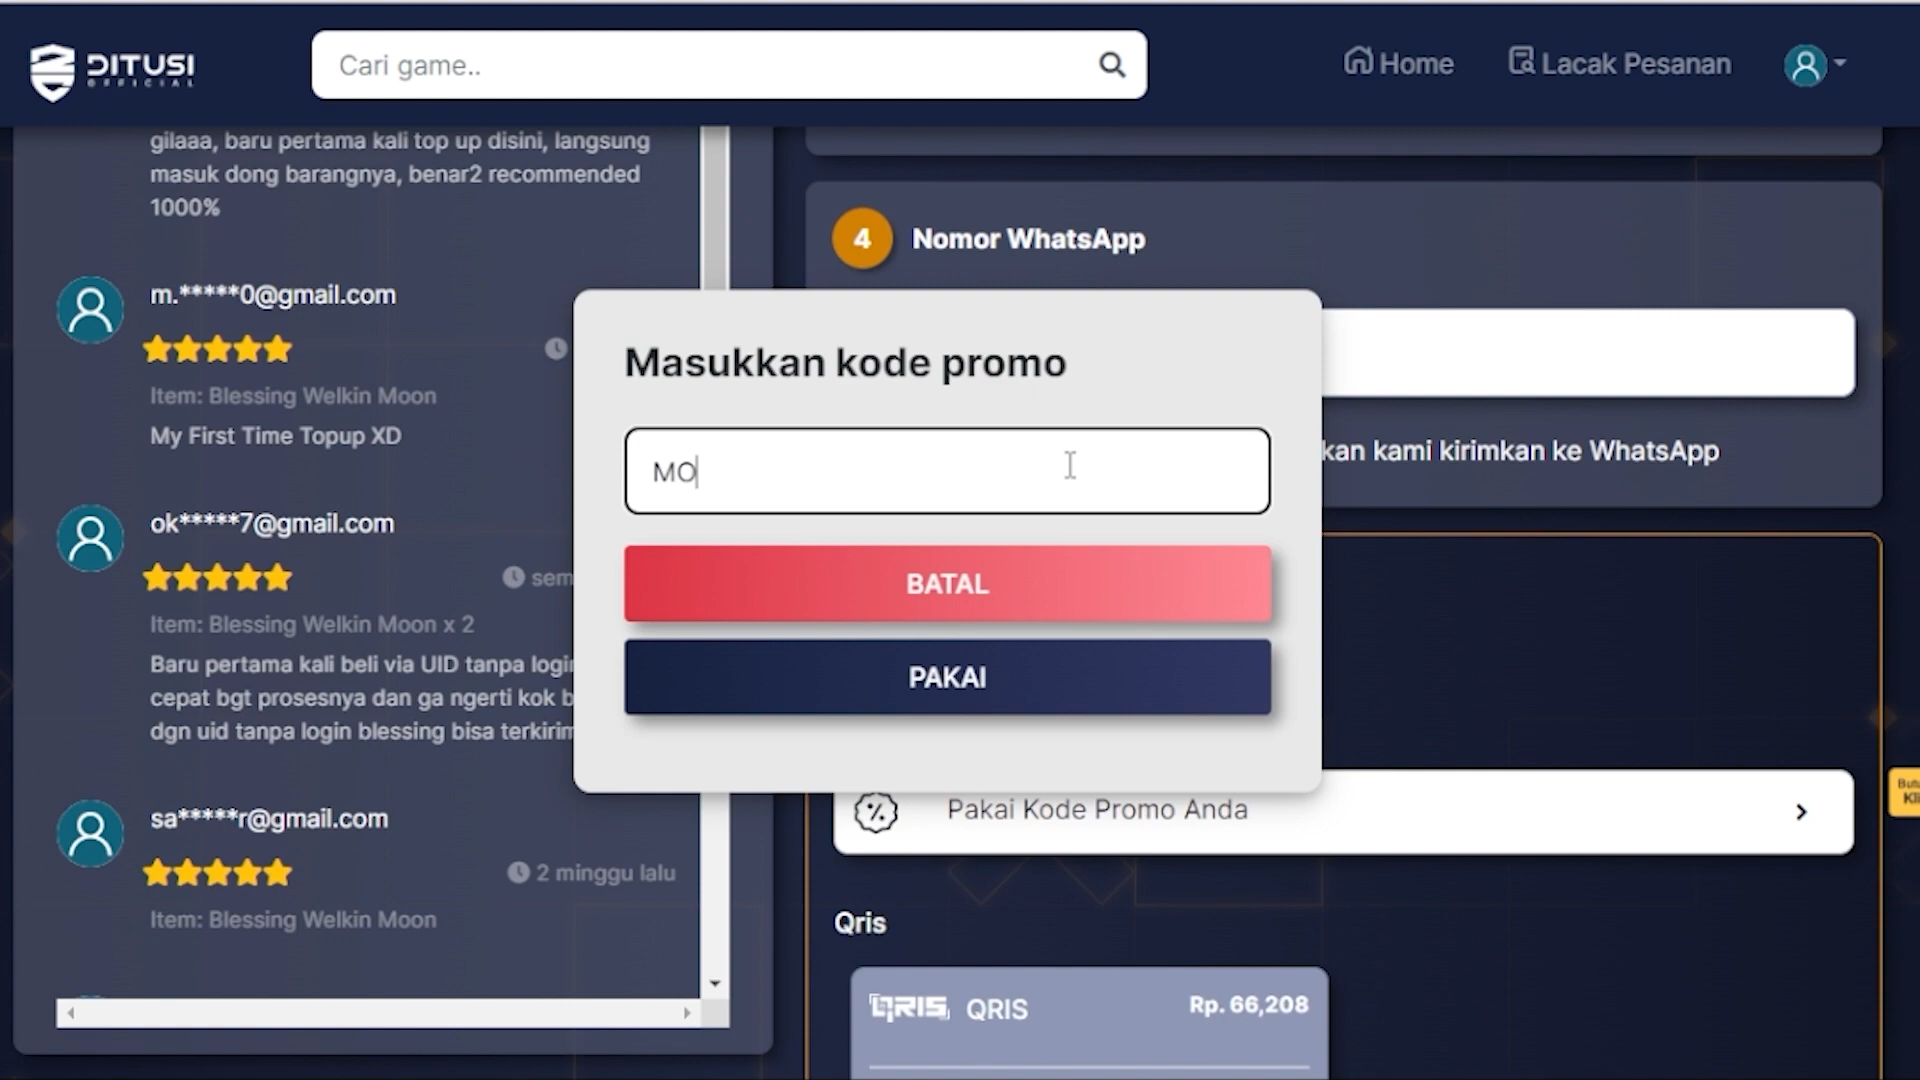 DITUSI
OFFICIAL
Cari game..
Home
Lacak Pesanan
gilaaa, baru pertama kali top up disini, langsung
masuk dong barangnya, benar2 recommended
1000%
m.*****0@gmail.com
Item: Blessing Welkin Moon
My First Time Topup XD
ok*****7@gmail.com
sem
Item: Blessing Welkin Moon x 2
Baru pertama kali beli via UID tanpa login
cepat bgt prosesnya dan ga ngerti kok b
dgn uid tanpa login blessing bisa terkirim
sa*****r@gmail.com
2 minggu lalu
Item: Blessing Welkin Moon
4
Nomor WhatsApp
kan kami kirimkan ke WhatsApp
Masukkan kode promo
MO
BATAL
PAKAI
Pakai Kode Promo Anda
Qris
QRIS QRIS
Rp. 66,208